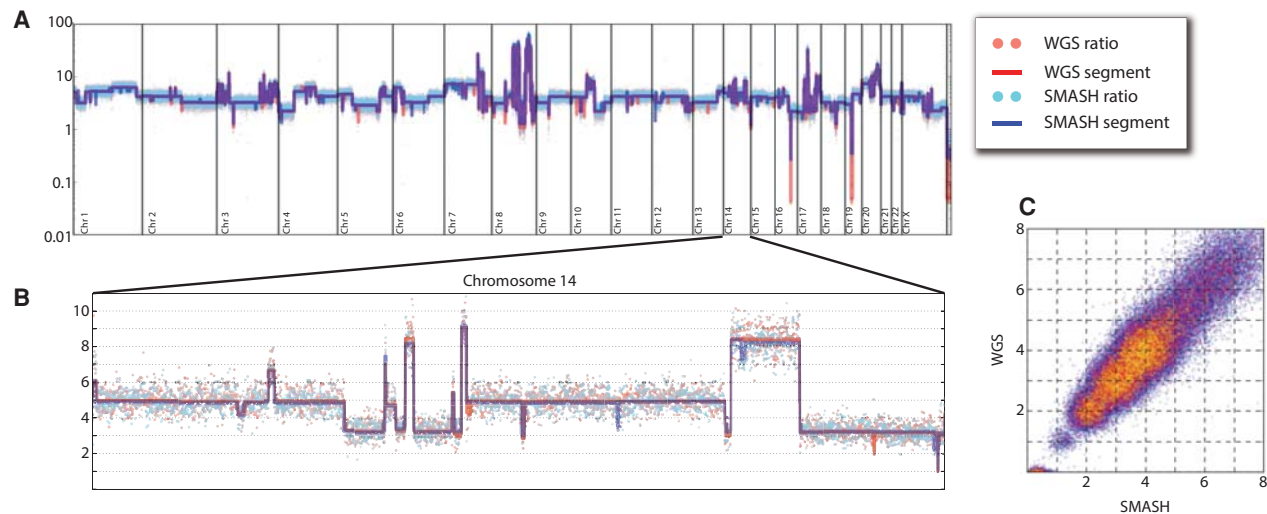 A
100
10
1
0.1
0.01
Chr 1
Chr 2
Chr 3
Chr 4
Chr 5
Chr 6
Chr 7
Chr 8
Chr 9
Chr 10
Chr 11
Chr 12
Chr 13
Chr 14
Chr 15
Chr 16
Chr 17
Chr 18
Chr 19
Chr 20
Chr 21
Chr 22
Chr X
WGS ratio
WGS segment
SMASH ratio
SMASH segment
B
Chromosome 14
10
8
6
4
2
C
8
6
4
2
WGS
2
4
6
8
SMASH